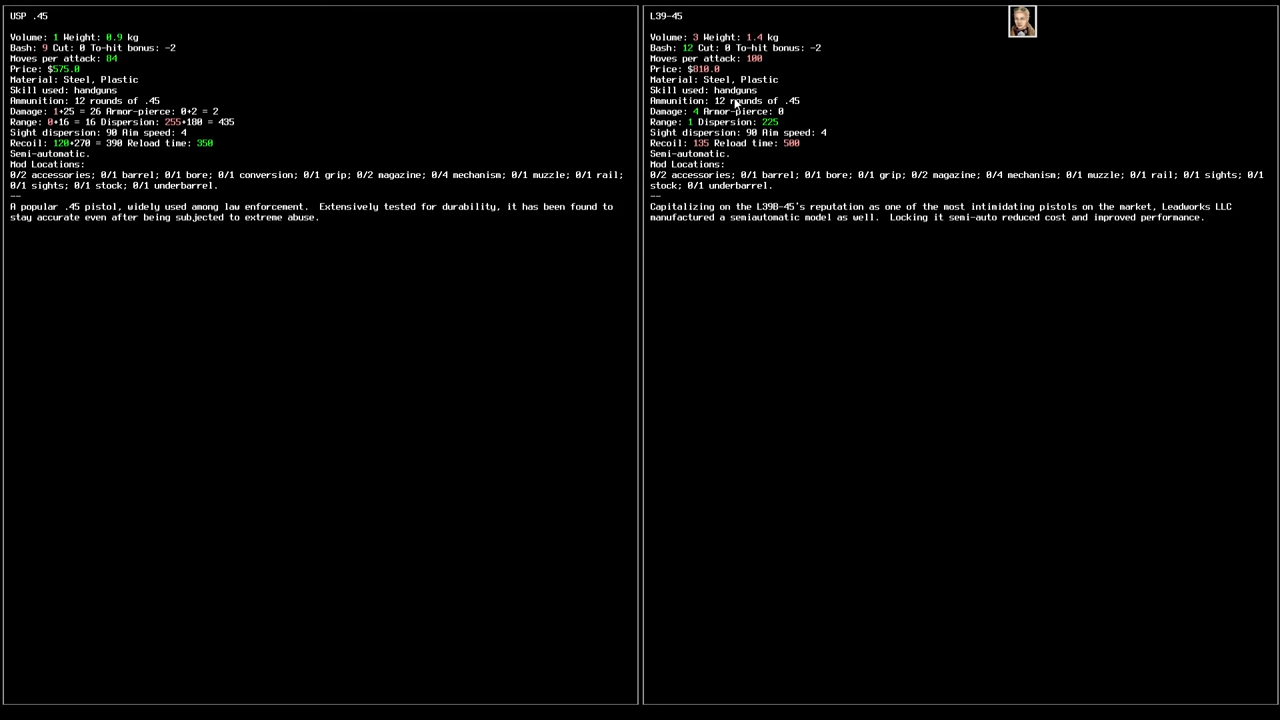 USP .45
Volume: 1 Weight: 0.9 kg
Bash: 9 Cut: 0 To-hit bonus: -2
Moves per attack: 84
Price: $575.0
Material: Steel, Plastic
Skill used: handguns
Ammunition: 12 rounds of .45
Damage: 1+25 = 26 Armor-pierce: 0+2 = 2
Range: 0+16 = 16 Dispersion: 255+180 = 435
Sight dispersion: 90 Aim speed: 4
Recoil: 120+270 = 390 Reload time: 350
Semi-automatic.
Mod Locations:
0/2 accessories; 0/1 barrel; 0/1 bore; 0/1 conversion; 0/1 grip; 0/2 magazine; 0/4 mechanism; 0/1 muzzle; 0/1 rail;
0/1 sights; 0/1 stock; 0/1 underbarrel.
--
A popular .45 pistol, widely used among law enforcement.  Extensively tested for durability, it has been found to
stay accurate even after being subjected to extreme abuse.
L39-45
Volume: 3 Weight: 1.4 kg
Bash: 12 Cut: 0 To-hit bonus: -2
Moves per attack: 100
Price: $810.0
Material: Steel, Plastic
Skill used: handguns
Ammunition: 12 rounds of .45
Damage: 4 Armor-pierce: 0
Range: 1 Dispersion: 225
Sight dispersion: 90 Aim speed: 4
Recoil: 135 Reload time: 500
Semi-automatic.
Mod Locations:
0/2 accessories; 0/1 barrel; 0/1 bore; 0/1 grip; 0/2 magazine; 0/4 mechanism; 0/1 muzzle; 0/1 rail; 0/1 sights; 0/1
stock; 0/1 underbarrel.
--
Capitalizing on the L39B-45's reputation as one of the most intimidating pistols on the market, Leadworks LLC
manufactured a semiautomatic model as well.  Locking it semi-auto reduced cost and improved performance.